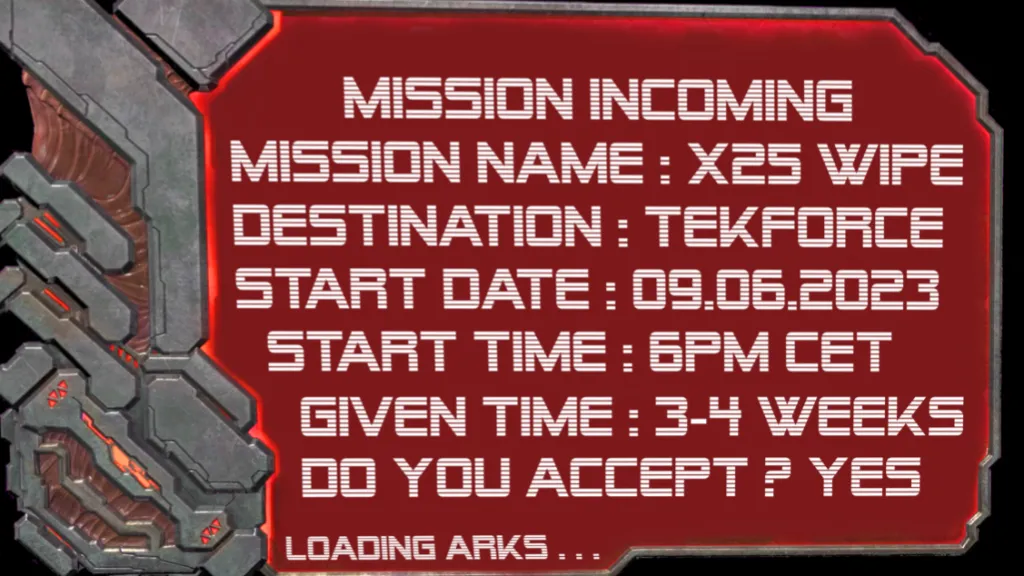 MISSION INCOMING
MISSION NAME : X25 WIPE
DESTINATION : TEKFORCE
START DATE : 09.06.2023
START TIME : 6PM CET
GIVEN TIME : 3-4 WEEKS
DO YOU ACCEPT ? YES
LOADING ARKS . . .